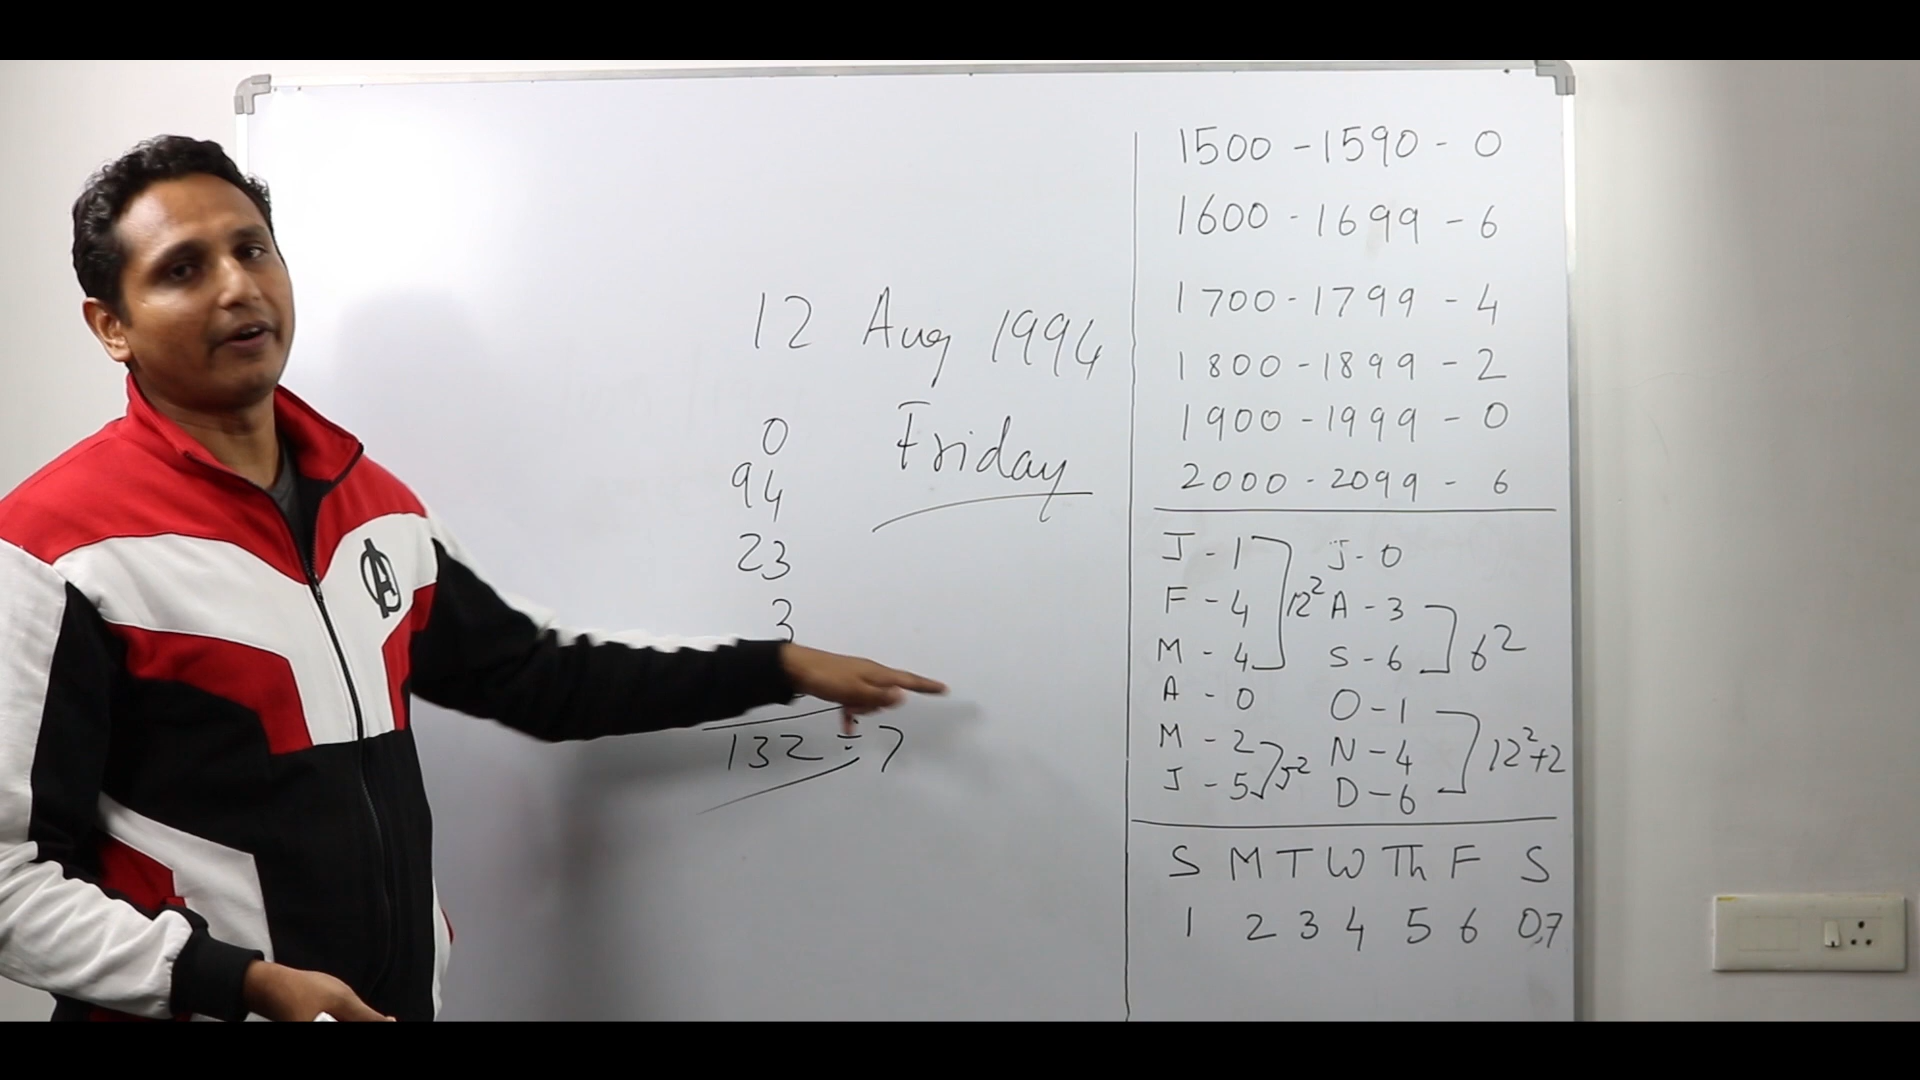 12 Aug 1994
Friday
0
94
23
3
132 ÷ 7
1500 - 1590 - 0
1600 - 1699 - 6
1700 - 1799 - 4
1800 - 1899 - 2
1900 - 1999 - 0
2000 - 2099 - 6
J - 1
F - 4
M - 4
12²
A - 0
M - 2
J - 5
5²
J - 0
A - 3
S - 6
6²
O - 1
N - 4
D - 6
12²+2
S M T W Th F S
1 2 3 4 5 6 0,7